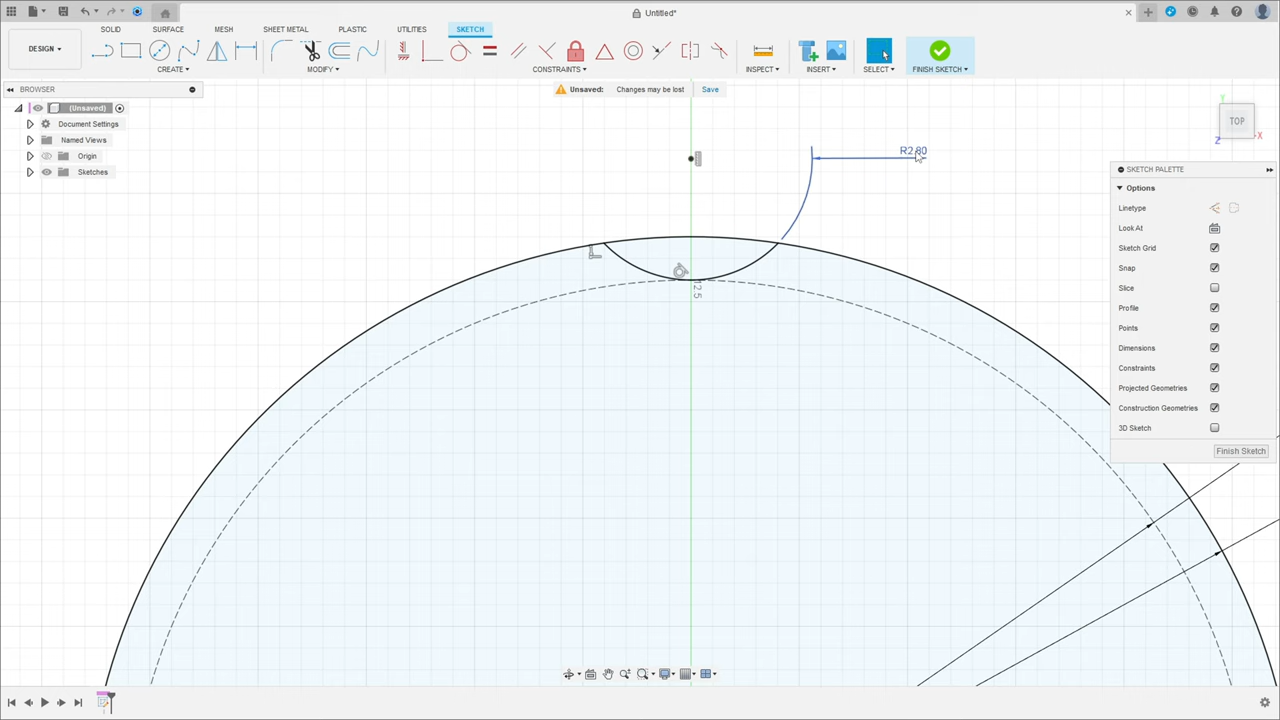 Untitled*
DESIGN
SOLID
SURFACE
MESH
SHEET METAL
PLASTIC
UTILITIES
SKETCH
CREATE
MODIFY
CONSTRAINTS
INSPECT
INSERT
SELECT
FINISH SKETCH
BROWSER
Unsaved:
Changes may be lost
Save
(Unsaved)
Document Settings
Named Views
Origin
Sketches
Y
TOP
X
Z
R2.80
12.5
SKETCH PALETTE
Options
Linetype
Look At
Sketch Grid
Snap
Slice
Profile
Points
Dimensions
Constraints
Projected Geometries
Construction Geometries
3D Sketch
Finish Sketch